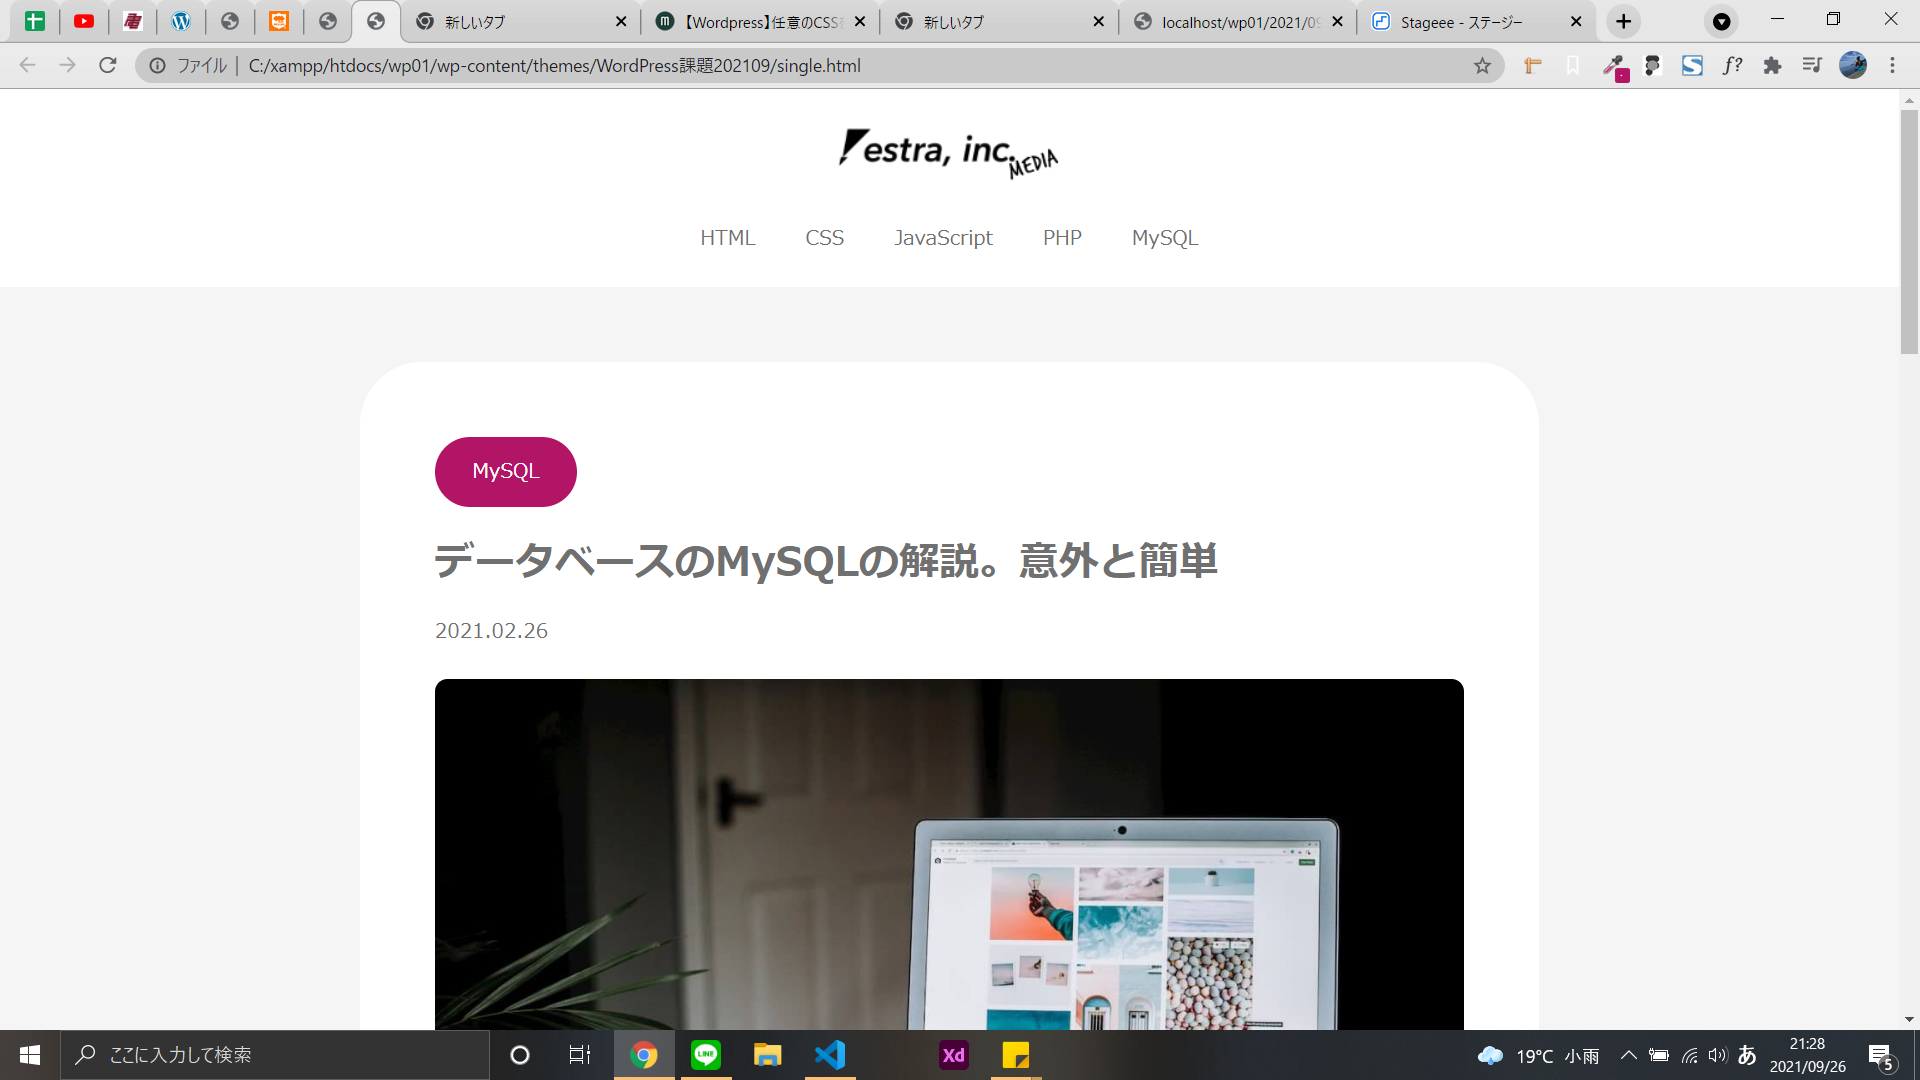 新しいタブ
【Wordpress】任意のCSS
新しいタブ
localhost/wp01/2021/09
Stageee - ステージー
ファイル | C:/xampp/htdocs/wp01/wp-content/themes/WordPress課題202109/single.html
estra, inc.
MEDIA
HTML CSS JavaScript PHP MySQL
MySQL
データベースのMySQLの解説。意外と簡単
2021.02.26
ここに入力して検索
LINE
Xd
19°C 小雨
あ
21:28
2021/09/26
5